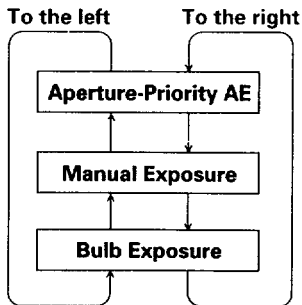 To the left
To the right
Aperture-Priority AE
Manual Exposure
Bulb Exposure